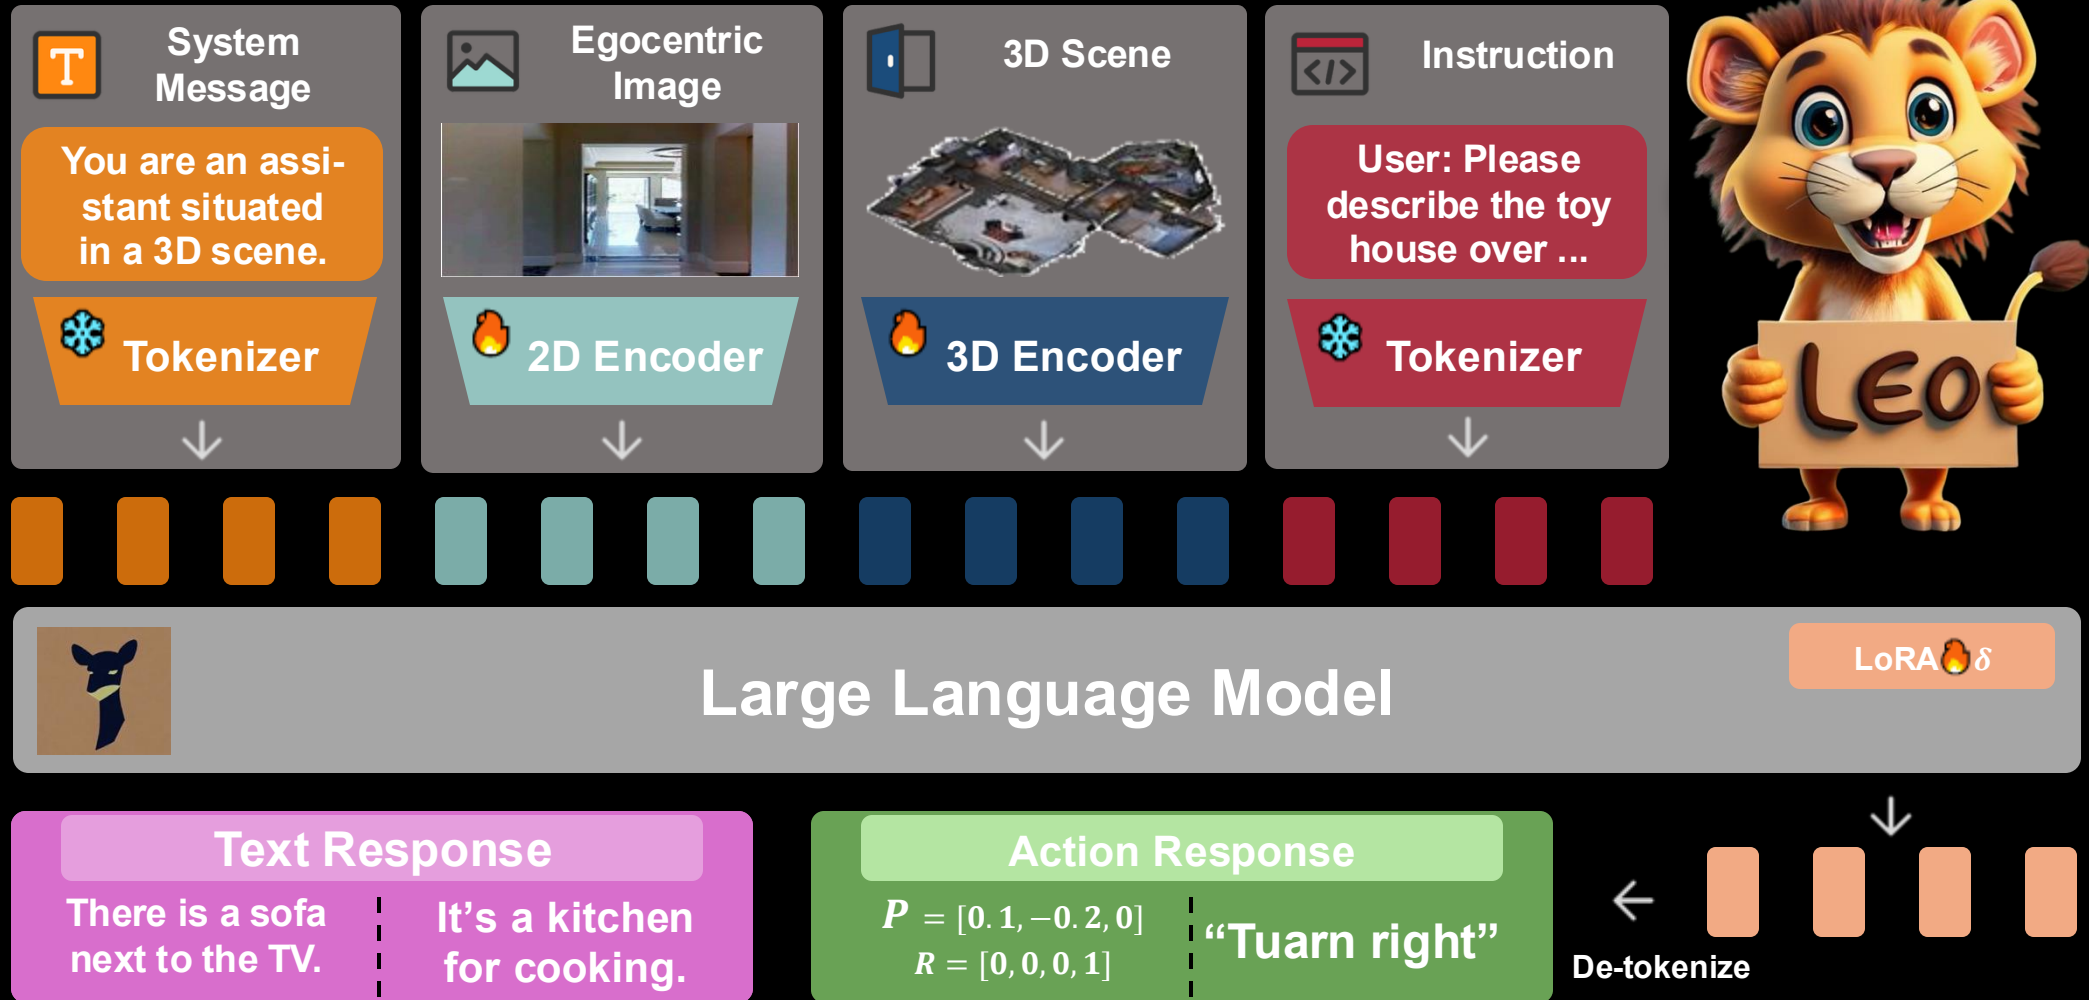 System
Message
T
You are an assi-
stant situated
in a 3D scene.
Tokenizer
Egocentric
Image
2D Encoder
3D Scene
3D Encoder
Instruction
</>
User: Please
describe the toy
house over ...
Tokenizer
LEO
Large Language Model
LoRA δ
Text Response
There is a sofa
next to the TV.
It's a kitchen
for cooking.
Action Response
P = [0.1, −0.2, 0]
R = [0, 0, 0, 1]
“Tuarn right”
De-tokenize